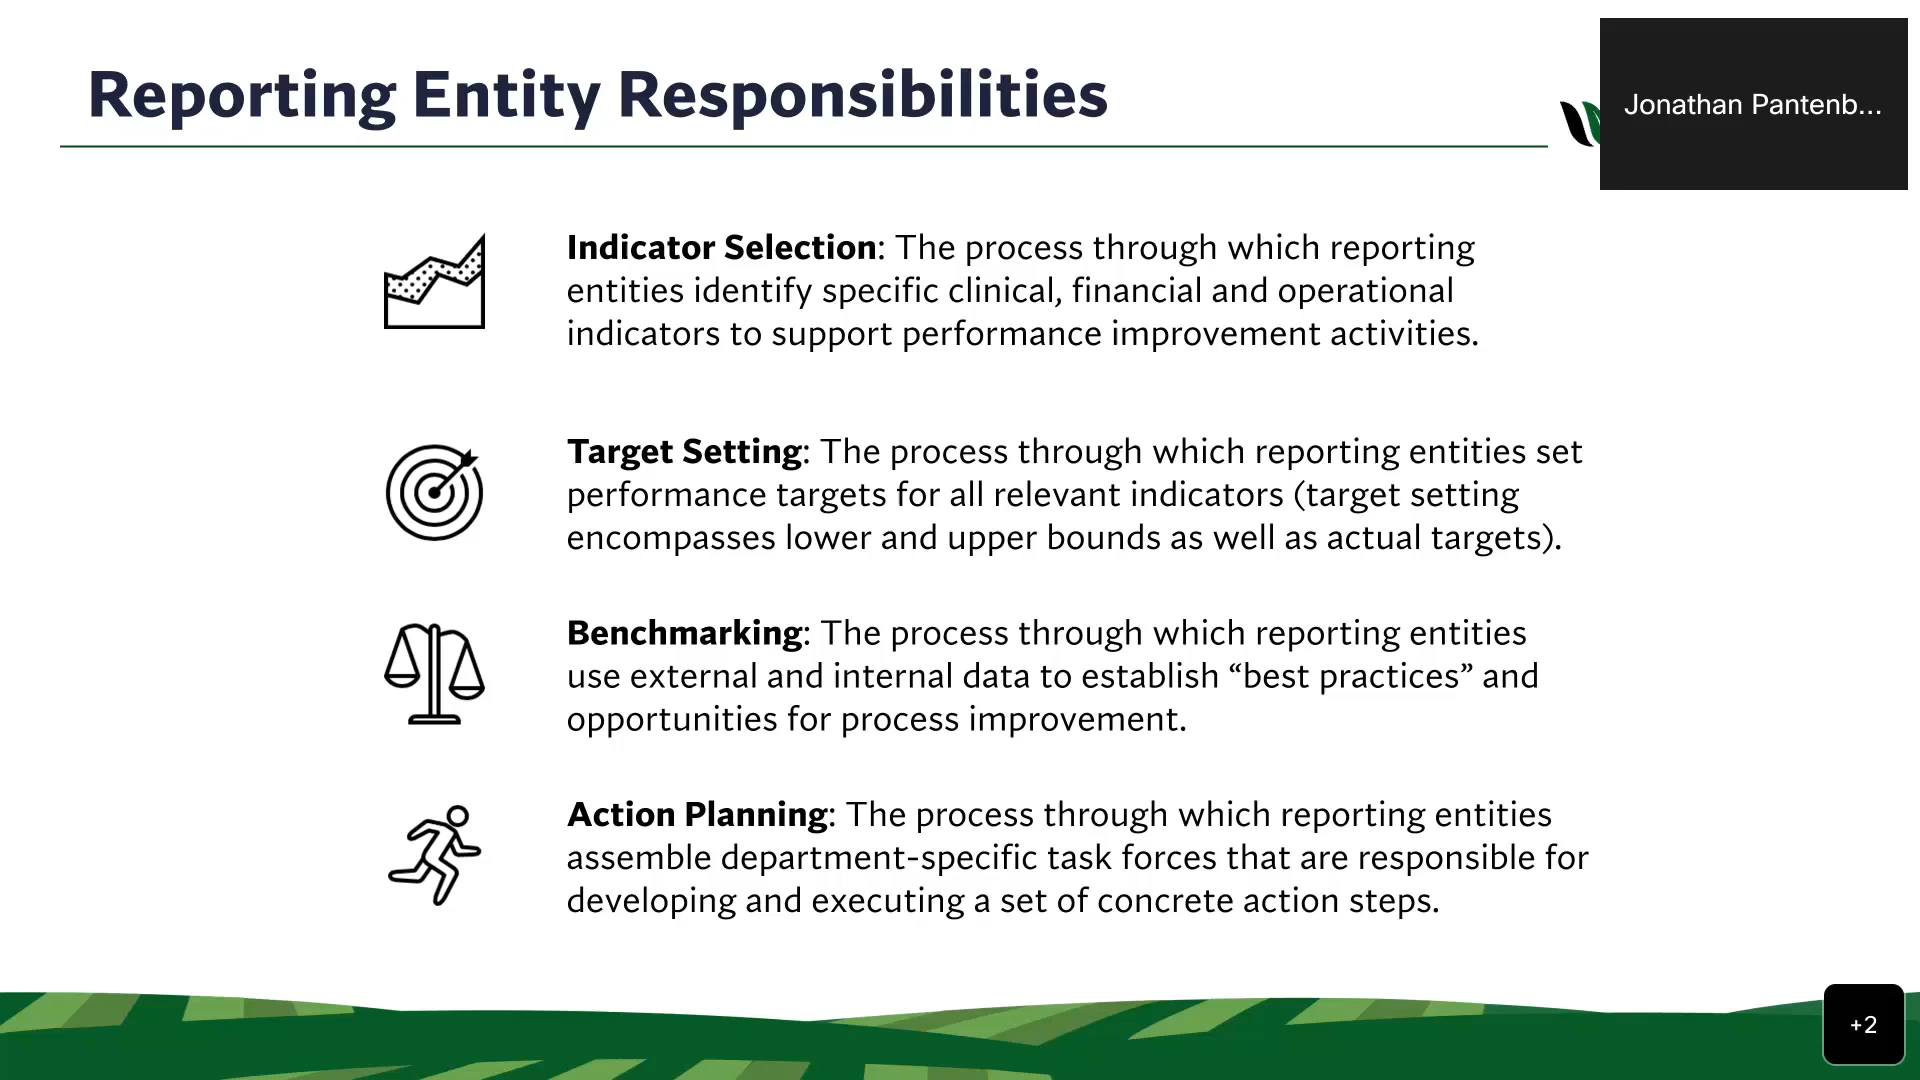 Reporting Entity Responsibilities
Jonathan Pantenb...
Indicator Selection: The process through which reporting
entities identify specific clinical, financial and operational
indicators to support performance improvement activities.
Target Setting: The process through which reporting entities set
performance targets for all relevant indicators (target setting
encompasses lower and upper bounds as well as actual targets).
Benchmarking: The process through which reporting entities
use external and internal data to establish “best practices” and
opportunities for process improvement.
Action Planning: The process through which reporting entities
assemble department-specific task forces that are responsible for
developing and executing a set of concrete action steps.
+2